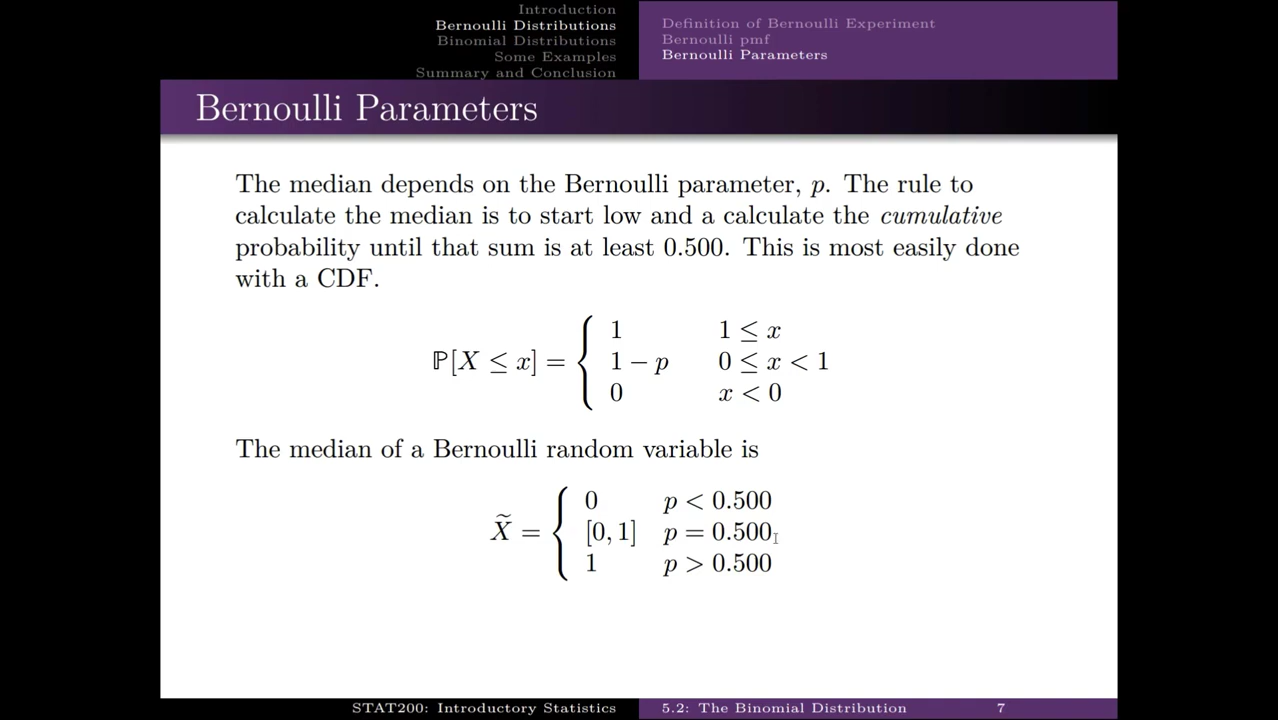 Introduction
Bernoulli Distributions
Binomial Distributions
Some Examples
Summary and Conclusion
Definition of Bernoulli Experiment
Bernoulli pmf
Bernoulli Parameters
Bernoulli Parameters
The median depends on the Bernoulli parameter, p. The rule to
calculate the median is to start low and a calculate the cumulative
probability until that sum is at least 0.500. This is most easily done
with a CDF.
ℙ[X ≤ x] = { 1 1 ≤ x
1 − p 0 ≤ x < 1
0 x < 0
The median of a Bernoulli random variable is
X̃ = { 0 p < 0.500
[0, 1] p = 0.500
1 p > 0.500
STAT200: Introductory Statistics 5.2: The Binomial Distribution 7